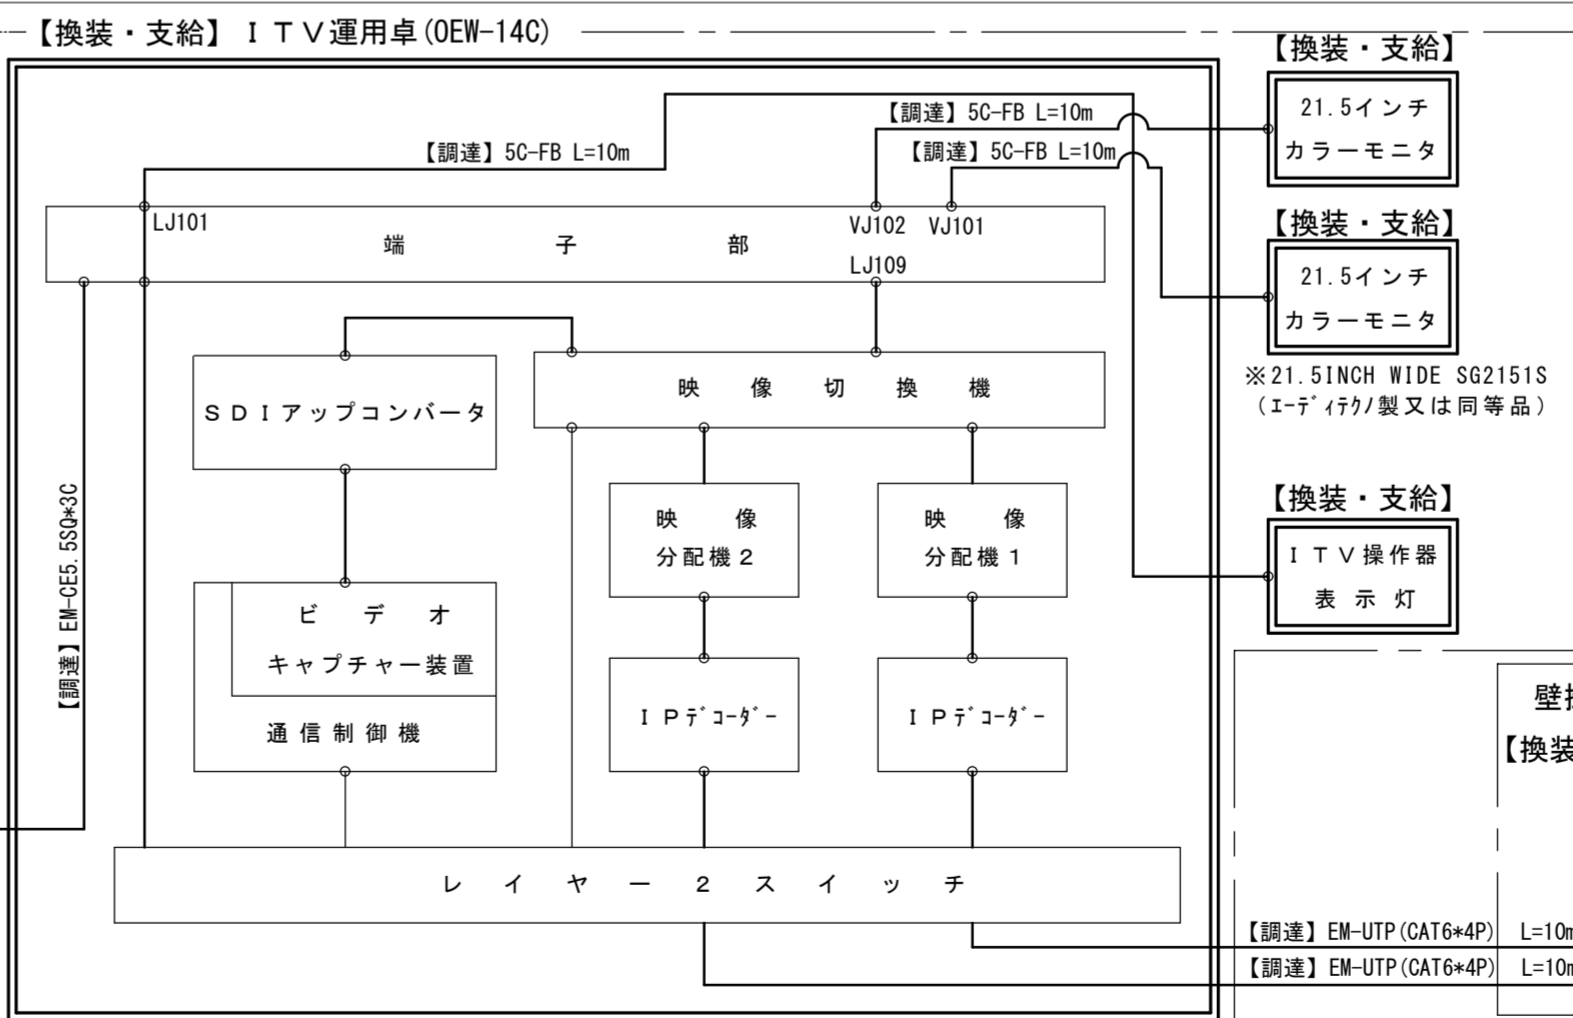 【換装・支給】ＩＴＶ運用卓(OEW-14C)
【換装・支給】
21.5インチ
カラーモニタ
【調達】5C-FB L=10m
【調達】5C-FB L=10m
【調達】5C-FB L=10m
LJ101
VJ102
VJ101
端子部
LJ109
【換装・支給】
21.5インチ
カラーモニタ
※21.5INCH WIDE SG2151S
(ｴｰﾃﾞｨﾃｸﾉ製又は同等品)
映像切換機
ＳＤＩアップコンバータ
【調達】EM-CE5.5SQ*3C
映像
分配機２
映像
分配機１
【換装・支給】
ＩＴＶ操作器
表示灯
ビデオ
キャプチャー装置
通信制御機
ＩＰﾃﾞｺｰﾀﾞｰ
ＩＰﾃﾞｺｰﾀﾞｰ
【換装
レイヤー２スイッチ
【調達】EM-UTP(CAT6*4P) L=10m
【調達】EM-UTP(CAT6*4P) L=10m